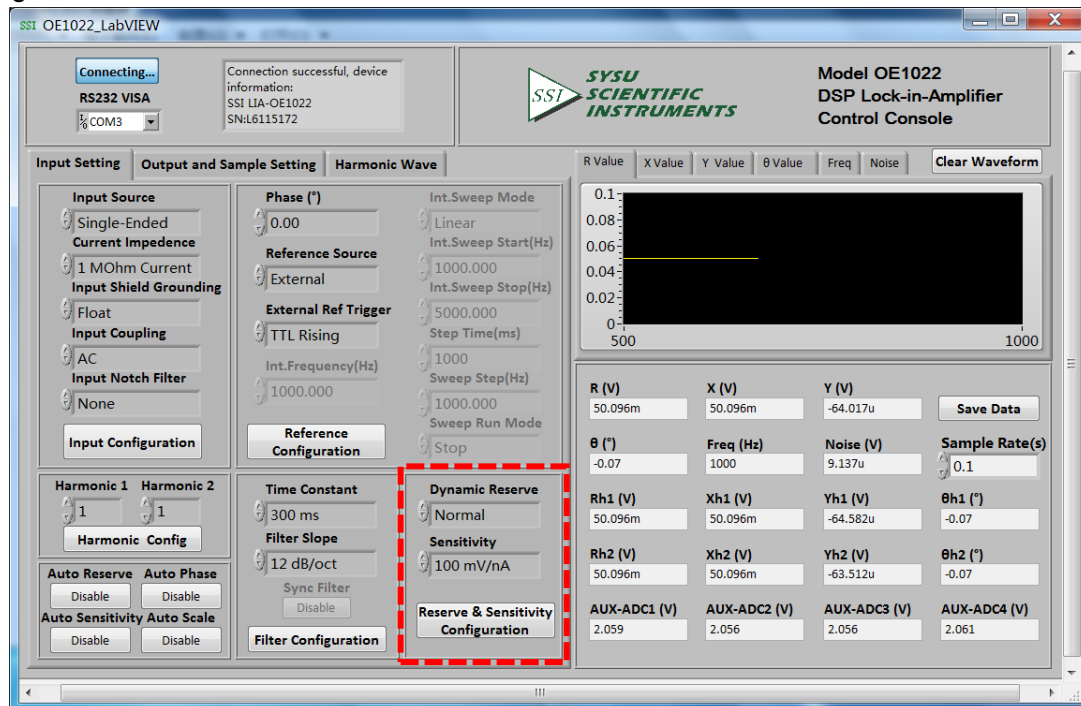 SSI OE1022_LabVIEW
Connecting...
RS232 VISA
COM3
Connection successful, device
information:
SSI LIA-OE1022
SN:L6115172
SSI
SYSU
SCIENTIFIC
INSTRUMENTS
Model OE1022
DSP Lock-in-Amplifier
Control Console
Input Setting
Output and Sample Setting
Harmonic Wave
Input Source
Single-Ended
Current Impedence
1 MOhm Current
Input Shield Grounding
Float
Input Coupling
AC
Input Notch Filter
None
Input Configuration
Phase (°)
0.00
Reference Source
External
External Ref Trigger
TTL Rising
Int.Frequency(Hz)
1000.000
Reference
Configuration
Int.Sweep Mode
Linear
Int.Sweep Start(Hz)
1000.000
Int.Sweep Stop(Hz)
5000.000
Step Time(ms)
1000
Sweep Step(Hz)
1000.000
Sweep Run Mode
Stop
Harmonic 1 Harmonic 2
1 1
Harmonic Config
Auto Reserve Auto Phase
Disable Disable
Auto Sensitivity Auto Scale
Disable Disable
Time Constant
300 ms
Filter Slope
12 dB/oct
Sync Filter
Disable
Filter Configuration
Dynamic Reserve
Normal
Sensitivity
100 mV/nA
Reserve & Sensitivity
Configuration
R Value X Value Y Value θ Value Freq Noise
Clear Waveform
0.1
0.08
0.06
0.04
0.02
0
500 1000
R (V) X (V) Y (V)
50.096m 50.096m -64.017u
Save Data
θ (°) Freq (Hz) Noise (V) Sample Rate(s)
-0.07 1000 9.137u 0.1
Rh1 (V) Xh1 (V) Yh1 (V) θh1 (°)
50.096m 50.096m -64.582u -0.07
Rh2 (V) Xh2 (V) Yh2 (V) θh2 (°)
50.096m 50.096m -63.512u -0.07
AUX-ADC1 (V) AUX-ADC2 (V) AUX-ADC3 (V) AUX-ADC4 (V)
2.059 2.056 2.056 2.061